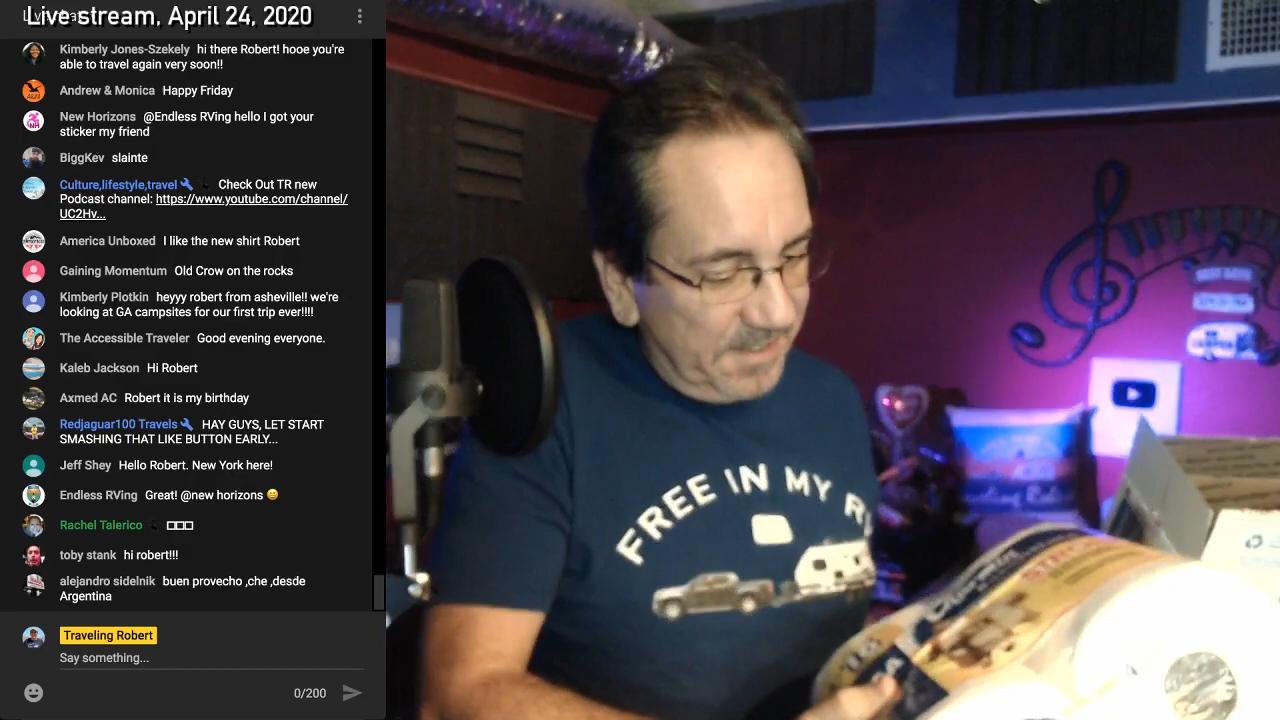 Live stream, April 24, 2020
Kimberly Jones-Szekely hi there Robert! hooe you're
able to travel again very soon!!
Andrew & Monica Happy Friday
New Horizons @Endless RVing hello I got your
sticker my friend
BiggKev slainte
Culture,lifestyle,travel Check Out TR new
Podcast channel: https://www.youtube.com/channel/
UC2Hv...
America Unboxed I like the new shirt Robert
Gaining Momentum Old Crow on the rocks
Kimberly Plotkin heyyy robert from asheville!! we're
looking at GA campsites for our first trip ever!!!!
The Accessible Traveler Good evening everyone.
Kaleb Jackson Hi Robert
Axmed AC Robert it is my birthday
Redjaguar100 Travels HAY GUYS, LET START
SMASHING THAT LIKE BUTTON EARLY...
Jeff Shey Hello Robert. New York here!
Endless RVing Great! @new horizons 😄
Rachel Talerico
toby stank hi robert!!!
alejandro sidelnik buen provecho ,che ,desde
Argentina
Traveling Robert
Say something...
0/200
FREE IN MY RV